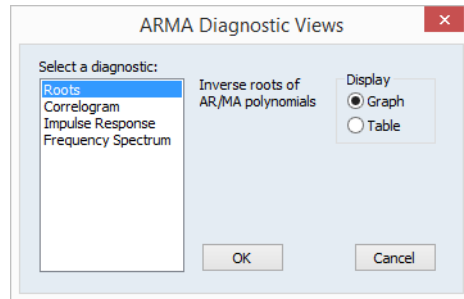 ARMA Diagnostic Views
Select a diagnostic:
Roots
Correlogram
Impulse Response
Frequency Spectrum
Inverse roots of
AR/MA polynomials
Display
Graph
Table
OK
Cancel